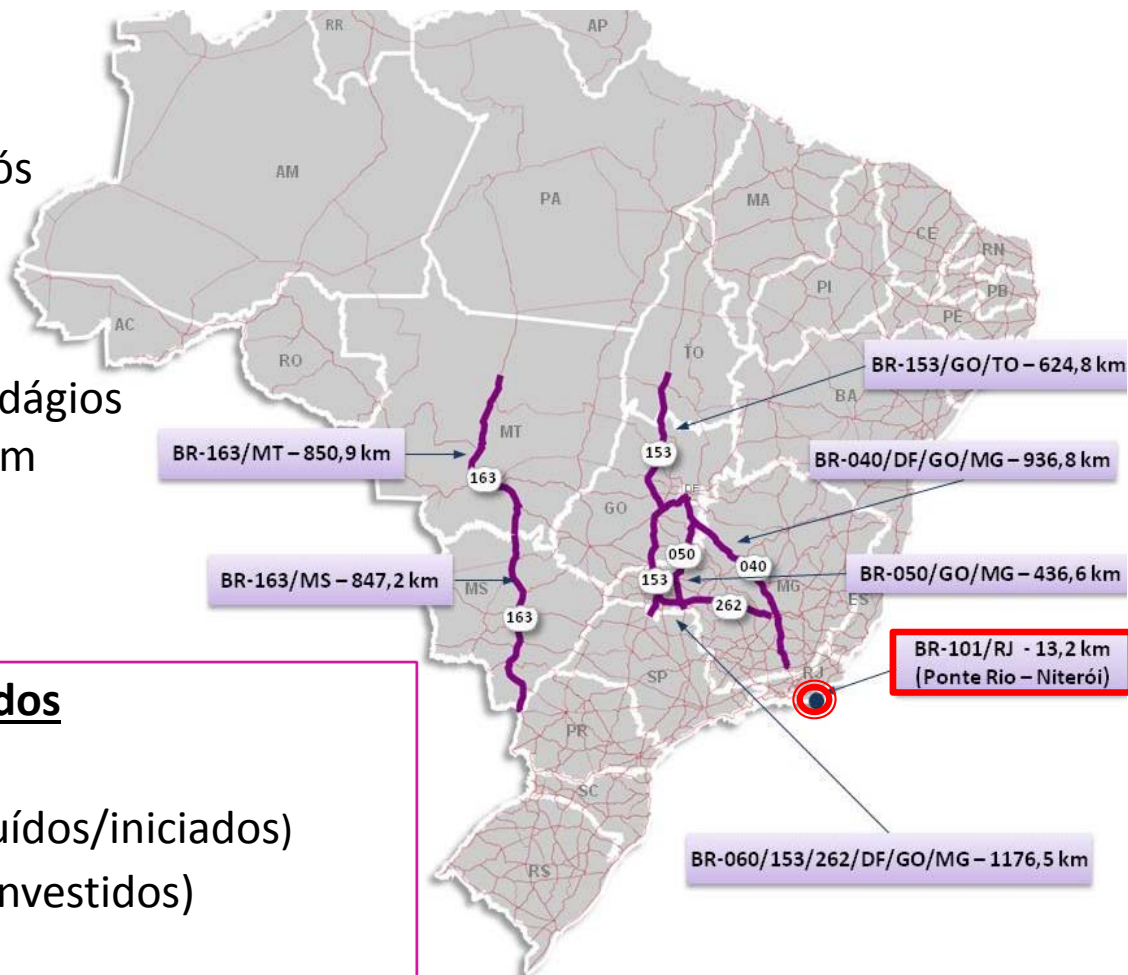 RR
AP
ós
AM
PA
MA
CE
RN
PB
PE
PI
AC
RO
TO
BR-153/GO/TO – 624,8 km
BA
dágios
m
MT
153
BR-163/MT – 850,9 km
163
BR-040/DF/GO/MG – 936,8 km
DF
GO
050
040
BR-050/GO/MG – 436,6 km
153
BR-163/MS – 847,2 km
MS
262
MG
ES
163
BR-101/RJ - 13,2 km
(Ponte Rio – Niterói)
RJ
SP
dos
PR
SC
uídos/iniciados)
BR-060/153/262/DF/GO/MG – 1176,5 km
RS
nvestidos)